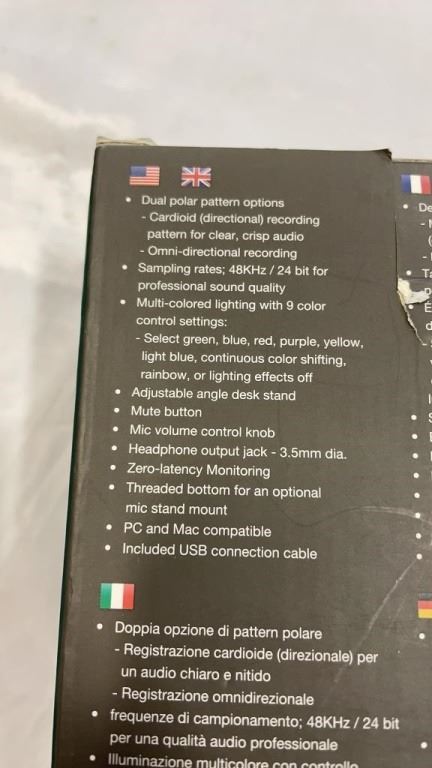 • Dual polar pattern options
- Cardioid (directional) recording
pattern for clear, crisp audio
- Omni-directional recording
• Sampling rates; 48KHz / 24 bit for
professional sound quality
• Multi-colored lighting with 9 color
control settings:
- Select green, blue, red, purple, yellow,
light blue, continuous color shifting,
rainbow, or lighting effects off
• Adjustable angle desk stand
• Mute button
• Mic volume control knob
• Headphone output jack - 3.5mm dia.
• Zero-latency Monitoring
• Threaded bottom for an optional
mic stand mount
• PC and Mac compatible
• Included USB connection cable
• Doppia opzione di pattern polare
- Registrazione cardioide (direzionale) per
un audio chiaro e nitido
- Registrazione omnidirezionale
• frequenze di campionamento; 48KHz / 24 bit
per una qualità audio professionale
• Illuminazione multicolore con controllo